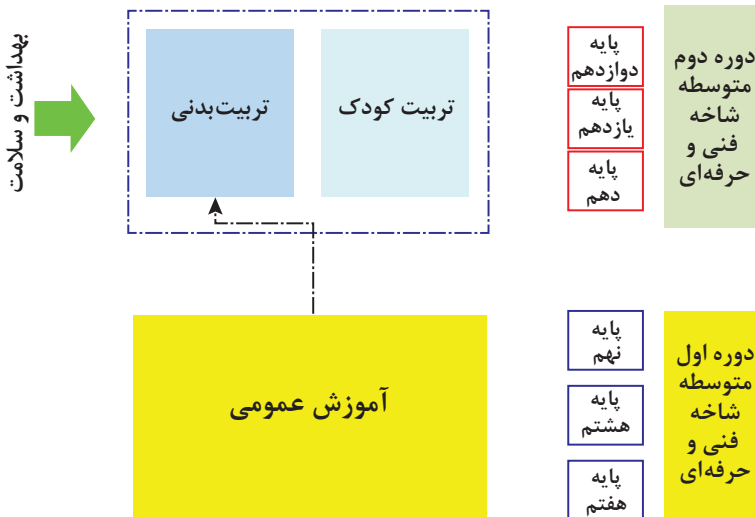 دوره دوم
متوسطه
شاخه
فنی و
حرفه‌ای
پایه
دوازدهم
پایه
یازدهم
پایه
دهم
تربیت کودک
تربیت‌بدنی
بهداشت و سلامت
دوره اول
متوسطه
شاخه
فنی و
حرفه‌ای
پایه
نهم
پایه
هشتم
پایه
هفتم
آموزش عمومی